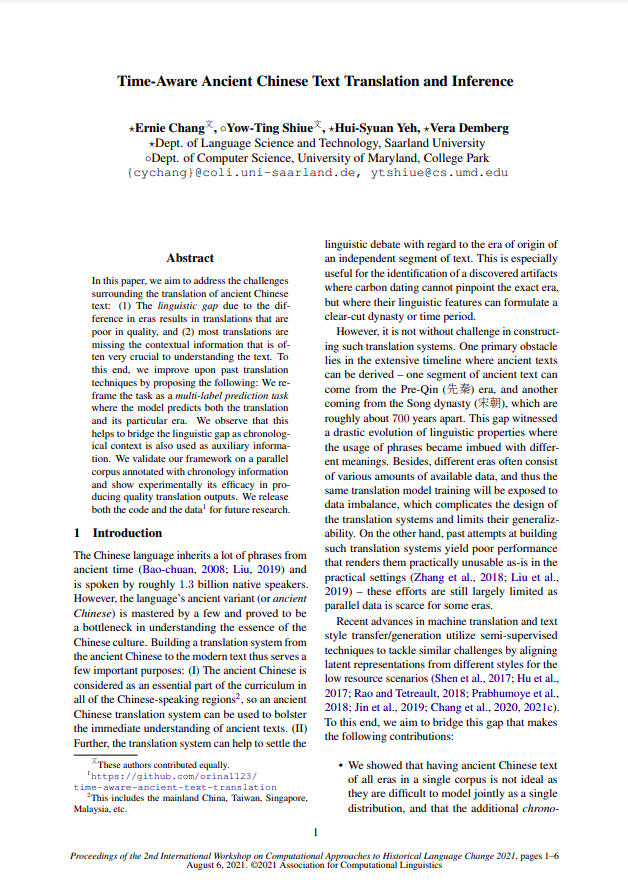 Time-Aware Ancient Chinese Text Translation and Inference
⋆Ernie Chang文, ○Yow-Ting Shiue文, ⋆Hui-Syuan Yeh, ⋆Vera Demberg
⋆Dept. of Language Science and Technology, Saarland University
○Dept. of Computer Science, University of Maryland, College Park
{cychang}@coli.uni-saarland.de, ytshiue@cs.umd.edu
Abstract
In this paper, we aim to address the challenges
surrounding the translation of ancient Chinese
text: (1) The linguistic gap due to the dif-
ference in eras results in translations that are
poor in quality, and (2) most translations are
missing the contextual information that is of-
ten very crucial to understanding the text. To
this end, we improve upon past translation
techniques by proposing the following: We re-
frame the task as a multi-label prediction task
where the model predicts both the translation
and its particular era. We observe that this
helps to bridge the linguistic gap as chronolog-
ical context is also used as auxiliary informa-
tion. We validate our framework on a parallel
corpus annotated with chronology information
and show experimentally its efficacy in pro-
ducing quality translation outputs. We release
both the code and the data1 for future research.
1 Introduction
The Chinese language inherits a lot of phrases from
ancient time (Bao-chuan, 2008; Liu, 2019) and
is spoken by roughly 1.3 billion native speakers.
However, the language's ancient variant (or ancient
Chinese) is mastered by a few and proved to be
a bottleneck in understanding the essence of the
Chinese culture. Building a translation system from
the ancient Chinese to the modern text thus serves a
few important purposes: (I) The ancient Chinese is
considered as an essential part of the curriculum in
all of the Chinese-speaking regions2, so an ancient
Chinese translation system can be used to bolster
the immediate understanding of ancient texts. (II)
Further, the translation system can help to settle the
文These authors contributed equally.
1https://github.com/orina1123/
time-aware-ancient-text-translation
2This includes the mainland China, Taiwan, Singapore,
Malaysia, etc.
linguistic debate with regard to the era of origin of
an independent segment of text. This is especially
useful for the identification of a discovered artifacts
where carbon dating cannot pinpoint the exact era,
but where their linguistic features can formulate a
clear-cut dynasty or time period.
However, it is not without challenge in construct-
ing such translation systems. One primary obstacle
lies in the extensive timeline where ancient texts
can be derived – one segment of ancient text can
come from the Pre-Qin (先秦) era, and another
coming from the Song dynasty (宋朝), which are
roughly about 700 years apart. This gap witnessed
a drastic evolution of linguistic properties where
the usage of phrases became imbued with differ-
ent meanings. Besides, different eras often consist
of various amounts of available data, and thus the
same translation model training will be exposed to
data imbalance, which complicates the design of
the translation systems and limits their generaliz-
ability. On the other hand, past attempts at building
such translation systems yield poor performance
that renders them practically unusable as-is in the
practical settings (Zhang et al., 2018; Liu et al.,
2019) – these efforts are still largely limited as
parallel data is scarce for some eras.
Recent advances in machine translation and text
style transfer/generation utilize semi-supervised
techniques to tackle similar challenges by aligning
latent representations from different styles for the
low resource scenarios (Shen et al., 2017; Hu et al.,
2017; Rao and Tetreault, 2018; Prabhumoye et al.,
2018; Jin et al., 2019; Chang et al., 2020, 2021c).
To this end, we aim to bridge this gap that makes
the following contributions:
• We showed that having ancient Chinese text
of all eras in a single corpus is not ideal as
they are difficult to model jointly as a single
distribution, and that the additional chrono-
1
Proceedings of the 2nd International Workshop on Computational Approaches to Historical Language Change 2021, pages 1–6
August 6, 2021. ©2021 Association for Computational Linguistics